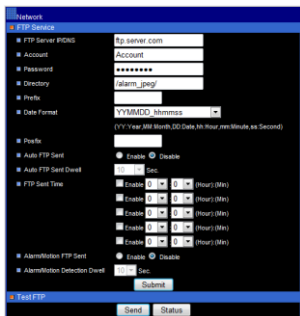 Network
FTP Service
FTP Server IP/DNS ftp.server.com
Account Account
Password ••••••••
Directory /alarm_jpeg/
Prefix
Date Format YYMMDD_hhmmss
(YY:Year,MM:Month,DD:Date,hh:Hour,mm:Minute,ss:Second)
Posfix
Auto FTP Sent Enable Disable
Auto FTP Sent Dwell 10 Sec.
FTP Sent Time Enable 0 : 0 (Hour):(Min)
Enable 0 : 0 (Hour):(Min)
Enable 0 : 0 (Hour):(Min)
Enable 0 : 0 (Hour):(Min)
Enable 0 : 0 (Hour):(Min)
Alarm/Motion FTP Sent Enable Disable
Alarm/Motion Detection Dwell 10 Sec.
Submit
Test FTP
Send Status